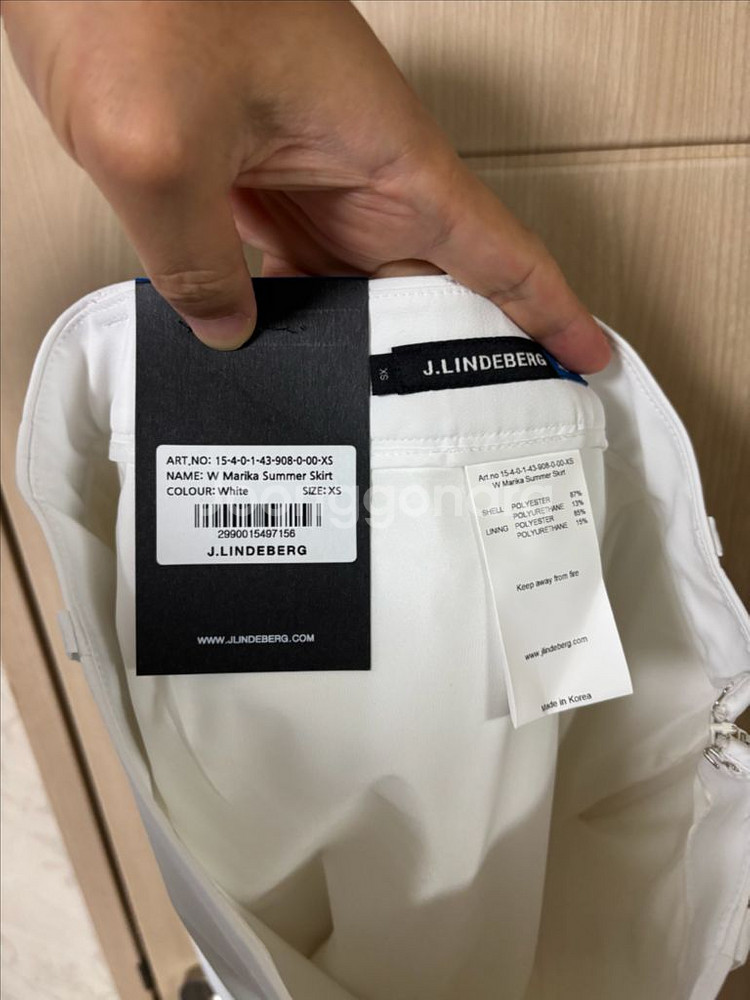 XS
J.LINDEBERG
ART.NO: 15-4-0-1-43-908-0-00-XS
NAME: W Marika Summer Skirt
COLOUR: White SIZE: XS
2990015497156
J.LINDEBERG
WWW.JLINDEBERG.COM
Art.no 15-4-0-1-43-908-0-00-XS
W Marika Summer Skirt
SHELL POLYESTER 87%
POLYURETHANE 13%
LINING POLYESTER 85%
POLYURETHANE 15%
Keep away from fire
www.jlindeberg.com
Made in Korea